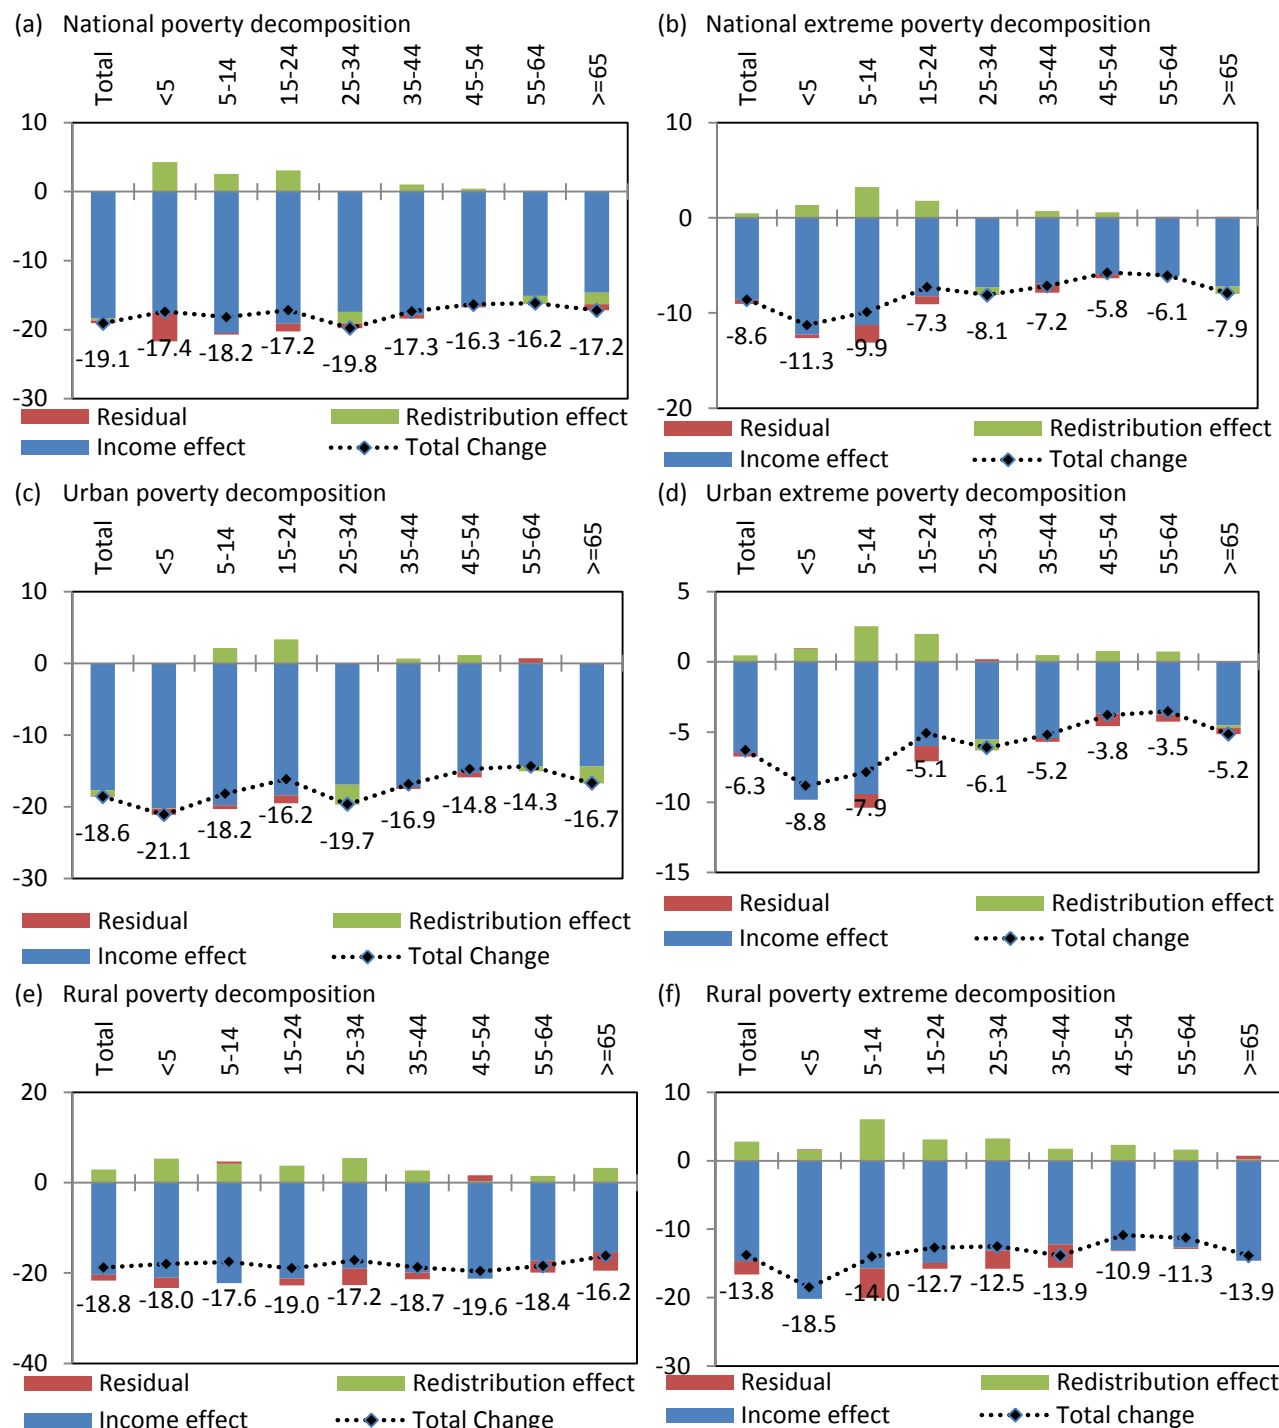 (a) National poverty decomposition
Total <5 5-14 15-24 25-34 35-44 45-54 55-64 >=65
10
0
-10
-20
-30
-19.1 -17.4 -18.2 -17.2 -19.8 -17.3 -16.3 -16.2 -17.2
Residual Redistribution effect
Income effect Total Change
(b) National extreme poverty decomposition
Total <5 5-14 15-24 25-34 35-44 45-54 55-64 >=65
10
0
-10
-20
-8.6 -11.3 -9.9 -7.3 -8.1 -7.2 -5.8 -6.1 -7.9
Residual Redistribution effect
Income effect Total change
(c) Urban poverty decomposition
Total <5 5-14 15-24 25-34 35-44 45-54 55-64 >=65
10
0
-10
-20
-30
-18.6 -21.1 -18.2 -16.2 -19.7 -16.9 -14.8 -14.3 -16.7
Residual Redistribution effect
Income effect Total Change
(d) Urban extreme poverty decomposition
Total <5 5-14 15-24 25-34 35-44 45-54 55-64 >=65
5
0
-5
-10
-15
-6.3 -8.8 -7.9 -5.1 -6.1 -5.2 -3.8 -3.5 -5.2
Residual Redistribution effect
Income effect Total change
(e) Rural poverty decomposition
Total <5 5-14 15-24 25-34 35-44 45-54 55-64 >=65
20
0
-20
-40
-18.8 -18.0 -17.6 -19.0 -17.2 -18.7 -19.6 -18.4 -16.2
Residual Redistribution effect
Income effect Total Change
(f) Rural poverty extreme decomposition
Total <5 5-14 15-24 25-34 35-44 45-54 55-64 >=65
10
0
-10
-20
-30
-13.8 -18.5 -14.0 -12.7 -12.5 -13.9 -10.9 -11.3 -13.9
Residual Redistribution effect
Income effect Total change